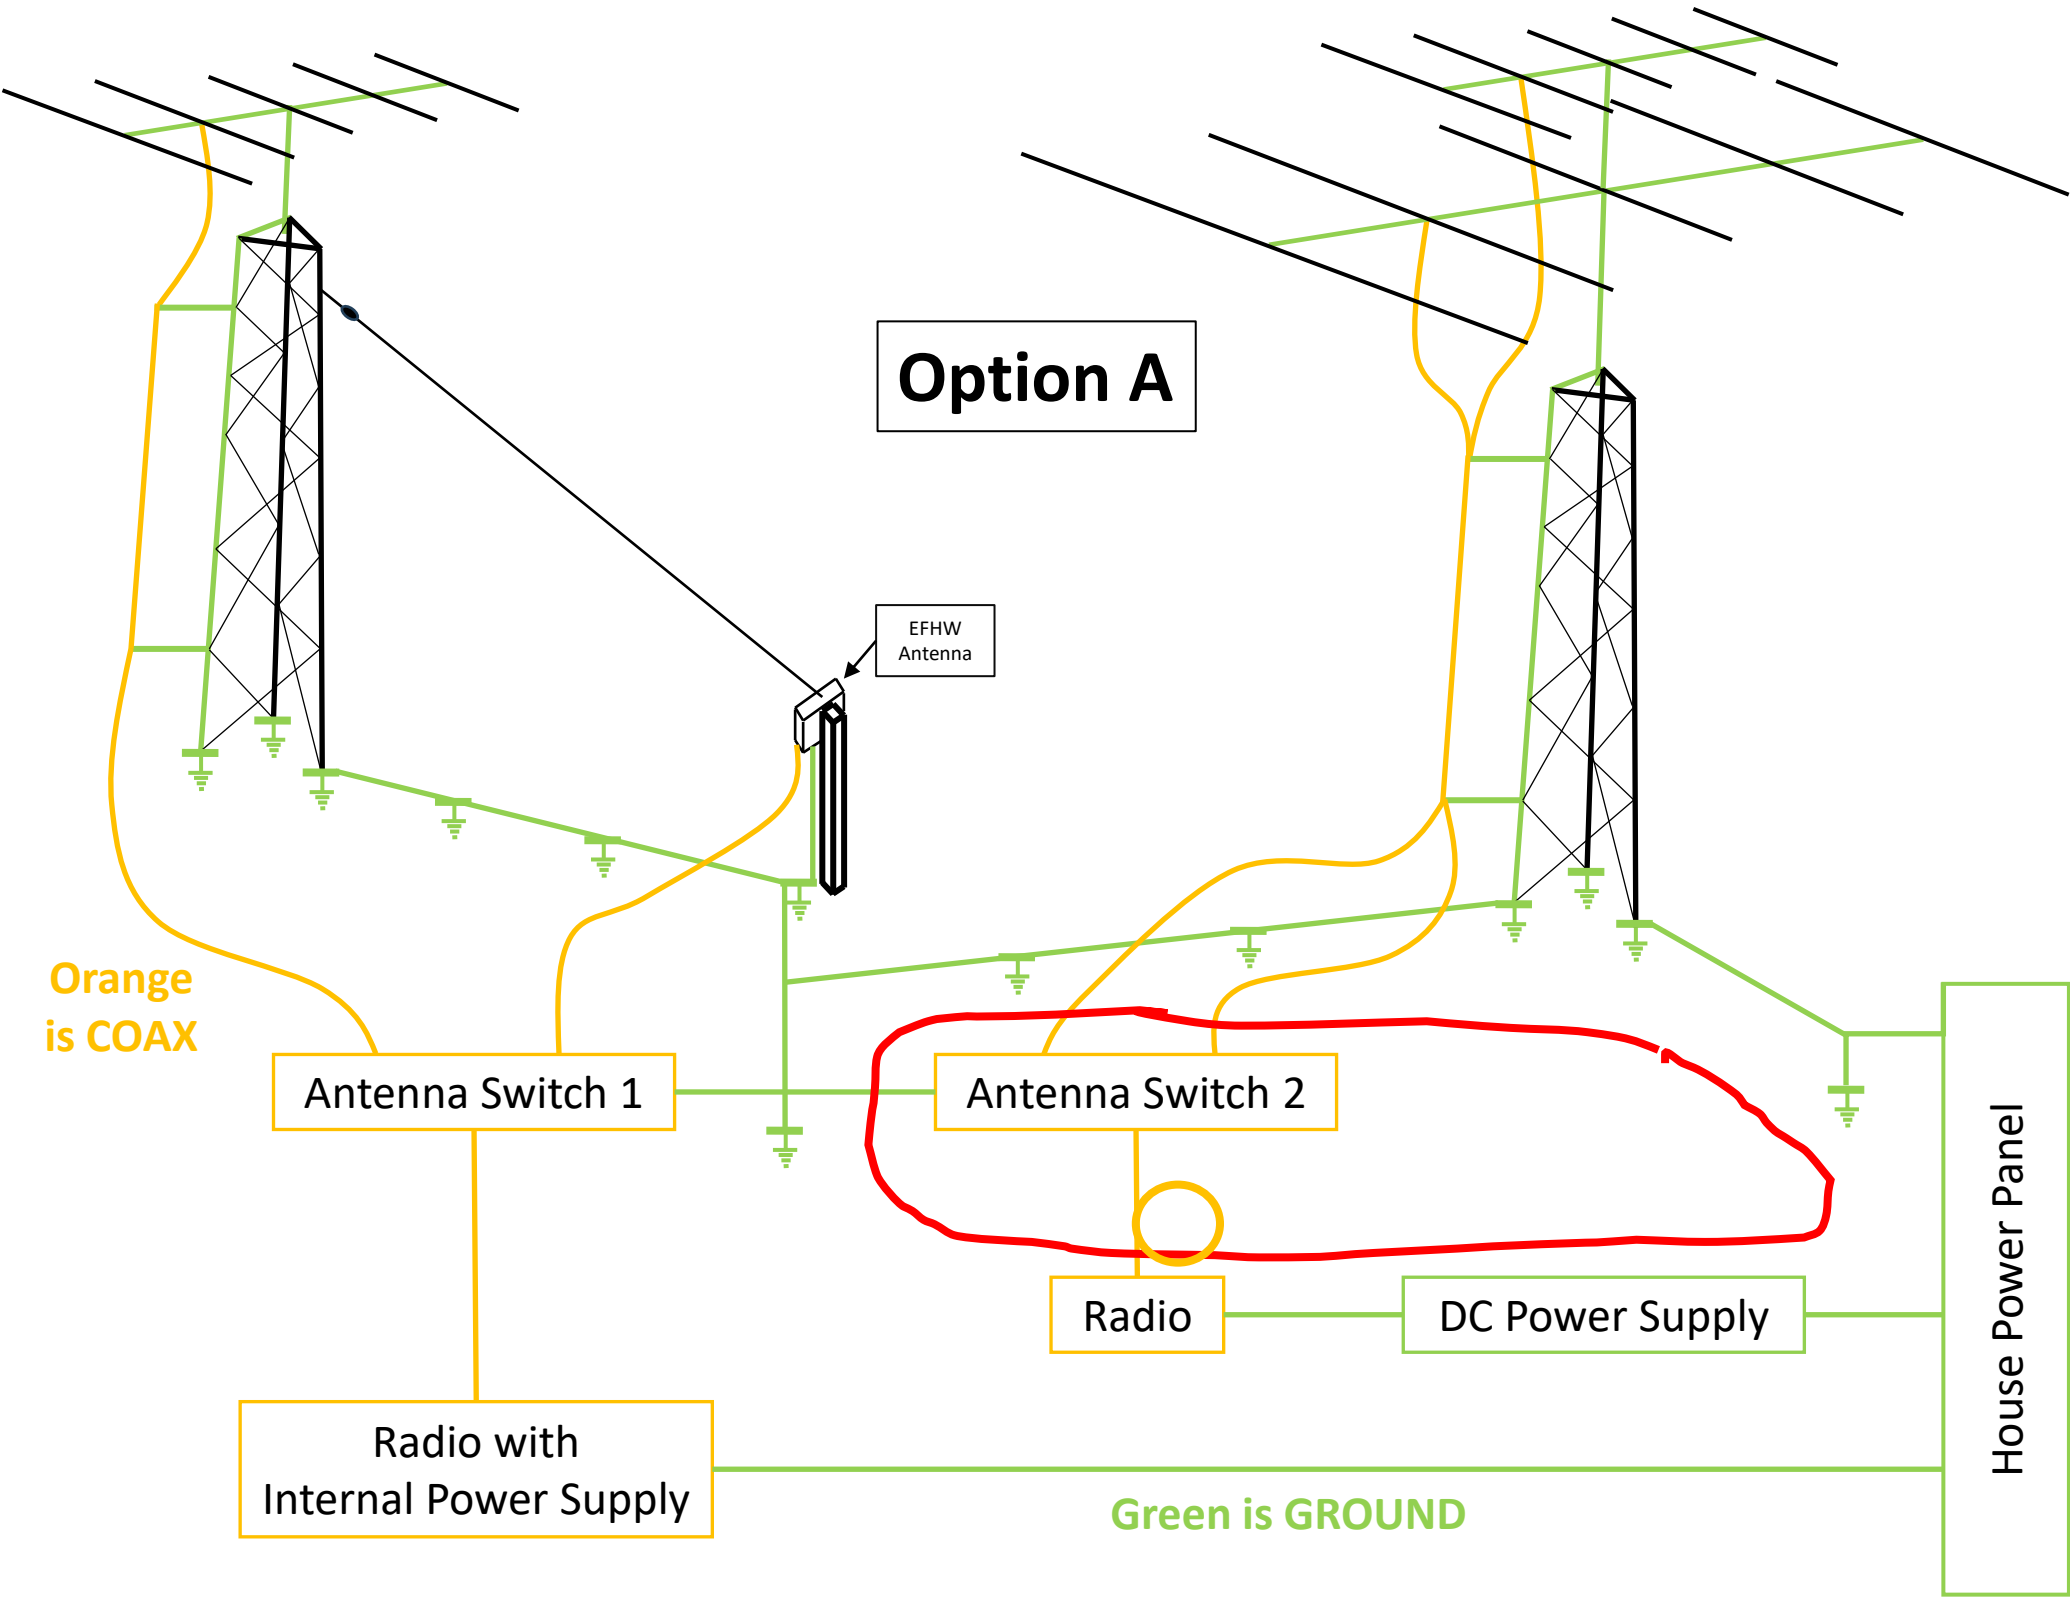 Option A
EFHW
Antenna
Orange
is COAX
Antenna Switch 1
Antenna Switch 2
Radio
DC Power Supply
House Power Panel
Radio with
Internal Power Supply
Green is GROUND